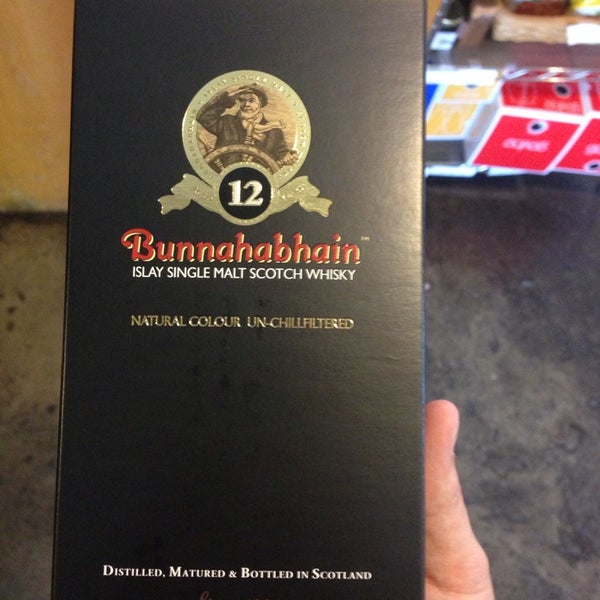 12
Bunnahabhain™
ISLAY SINGLE MALT SCOTCH WHISKY
NATURAL COLOUR UN-CHILLFILTERED
DISTILLED, MATURED & BOTTLED IN SCOTLAND